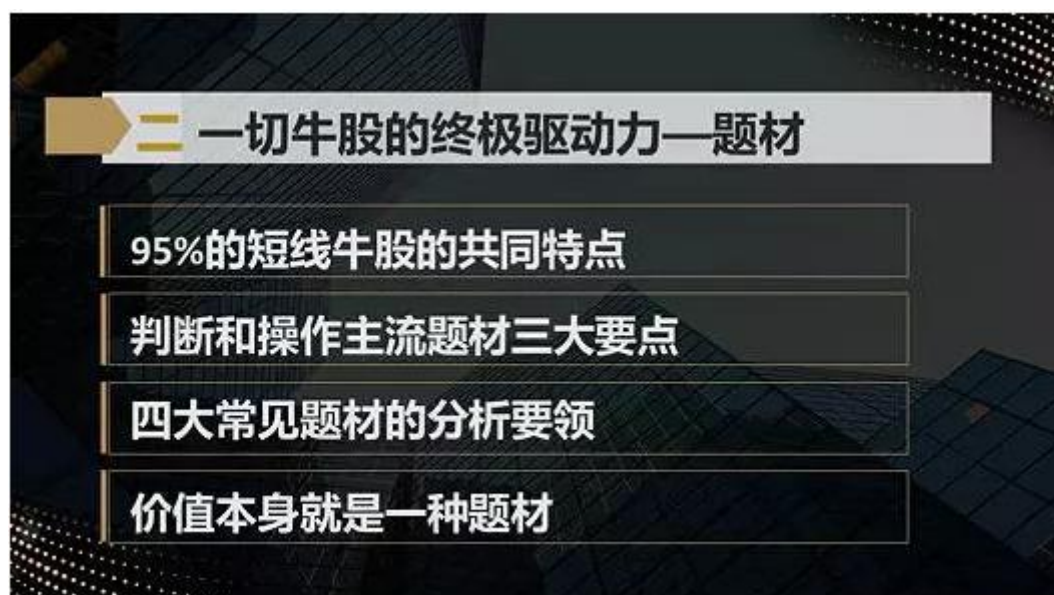 二 一切牛股的终极驱动力—题材
95%的短线牛股的共同特点
判断和操作主流题材三大要点
四大常见题材的分析要领
价值本身就是一种题材